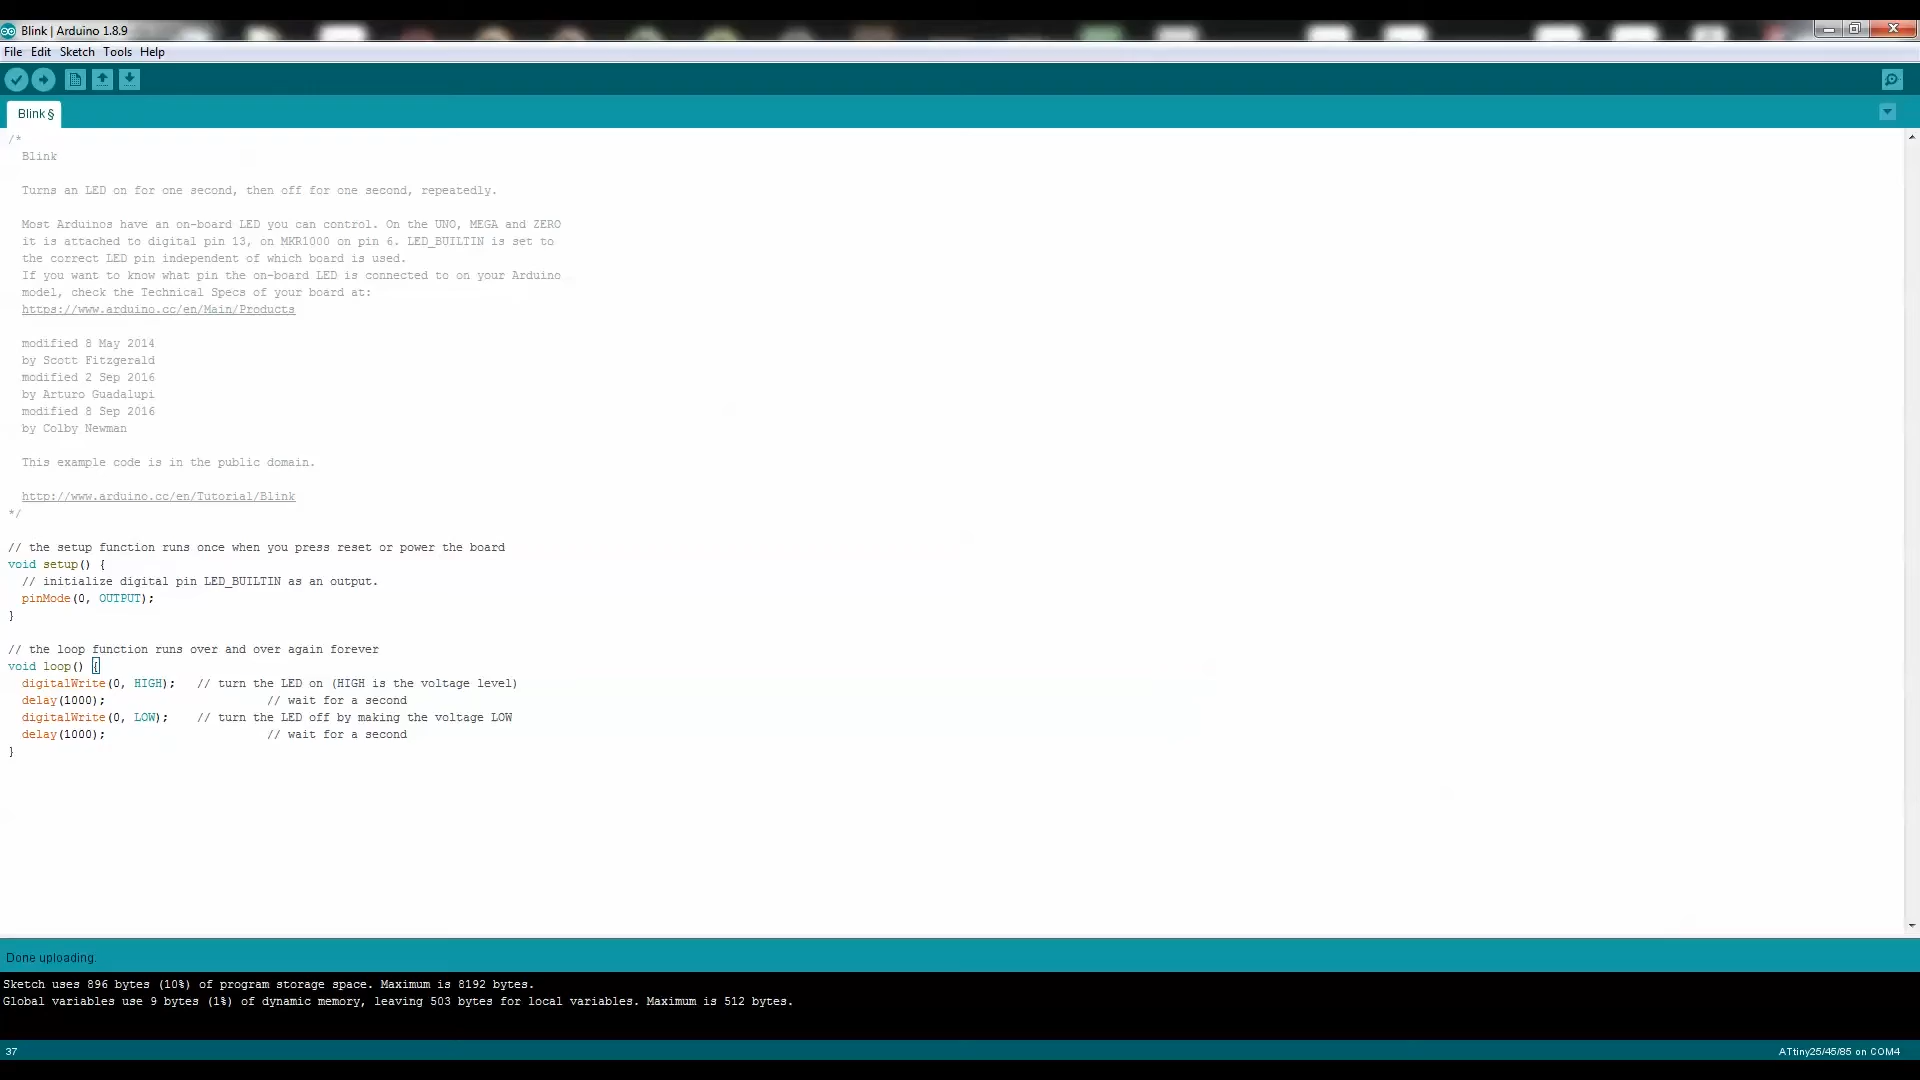 Blink | Arduino 1.8.9
File Edit Sketch Tools Help
Blink §
/*
  Blink

  Turns an LED on for one second, then off for one second, repeatedly.

  Most Arduinos have an on-board LED you can control. On the UNO, MEGA and ZERO
  it is attached to digital pin 13, on MKR1000 on pin 6. LED_BUILTIN is set to
  the correct LED pin independent of which board is used.
  If you want to know what pin the on-board LED is connected to on your Arduino
  model, check the Technical Specs of your board at:
  https://www.arduino.cc/en/Main/Products

  modified 8 May 2014
  by Scott Fitzgerald
  modified 2 Sep 2016
  by Arturo Guadalupi
  modified 8 Sep 2016
  by Colby Newman

  This example code is in the public domain.

  http://www.arduino.cc/en/Tutorial/Blink
*/

// the setup function runs once when you press reset or power the board
void setup() {
  // initialize digital pin LED_BUILTIN as an output.
  pinMode(0, OUTPUT);
}

// the loop function runs over and over again forever
void loop() {
  digitalWrite(0, HIGH);   // turn the LED on (HIGH is the voltage level)
  delay(1000);                       // wait for a second
  digitalWrite(0, LOW);    // turn the LED off by making the voltage LOW
  delay(1000);                       // wait for a second
}
Done uploading.
Sketch uses 896 bytes (10%) of program storage space. Maximum is 8192 bytes.
Global variables use 9 bytes (1%) of dynamic memory, leaving 503 bytes for local variables. Maximum is 512 bytes.
37 ATtiny25/45/85 on COM4